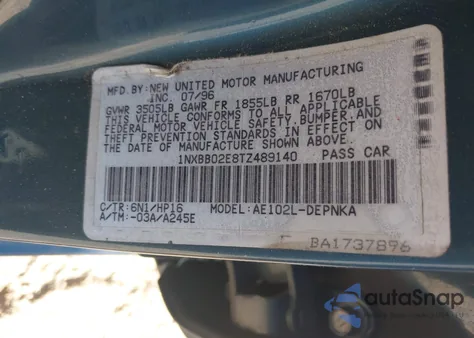 MFD. BY: NEW UNITED MOTOR MANUFACTURING
INC. 07/96
GVWR 3505LB GAWR FR 1855LB RR 1670LB
THIS VEHICLE CONFORMS TO ALL APPLICABLE
FEDERAL MOTOR VEHICLE SAFETY, BUMPER, AND
THEFT PREVENTION STANDARDS IN EFFECT ON
THE DATE OF MANUFACTURE SHOWN ABOVE.
1NXBB02E8TZ489140 PASS CAR
C/TR: 6N1/HP16 MODEL: AE102L-DEPNKA
A/TM: -03A/A245E
BA1737896
autoSnap